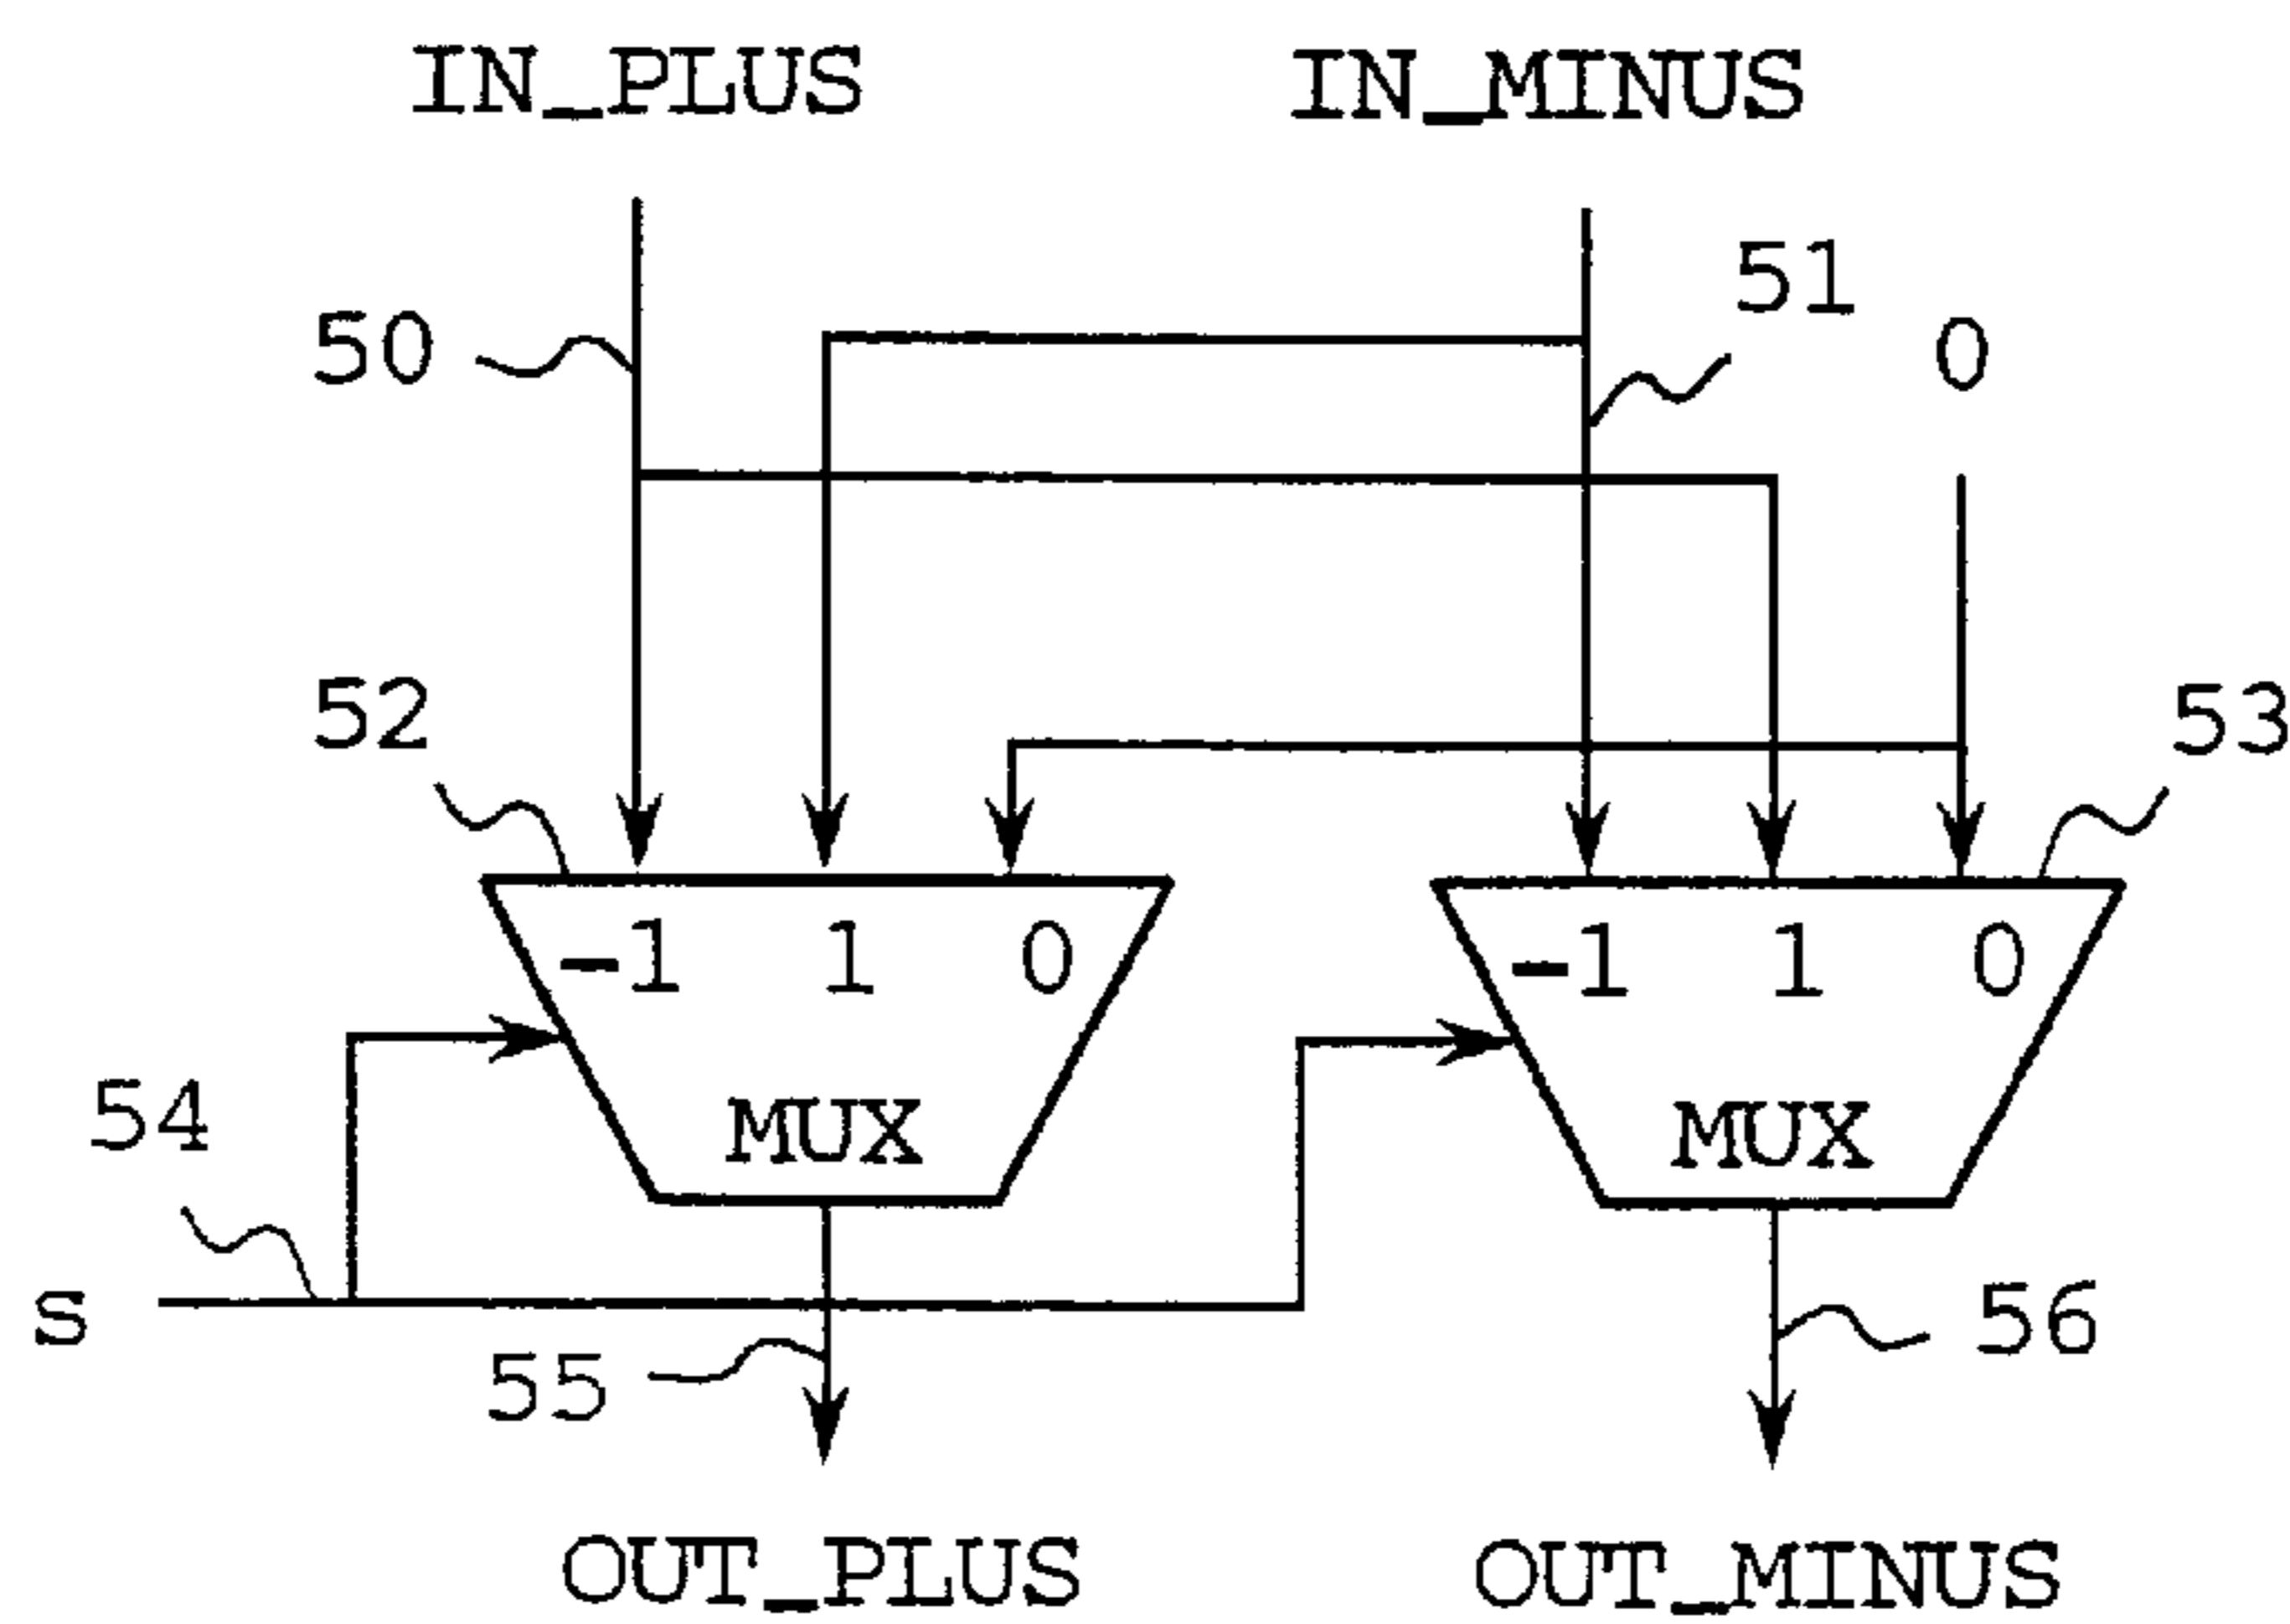 IN_PLUS IN_MINUS
51
50 0
52 53
-1 1 0 -1 1 0
54 MUX MUX
S 56
55
OUT_PLUS OUT_MINUS